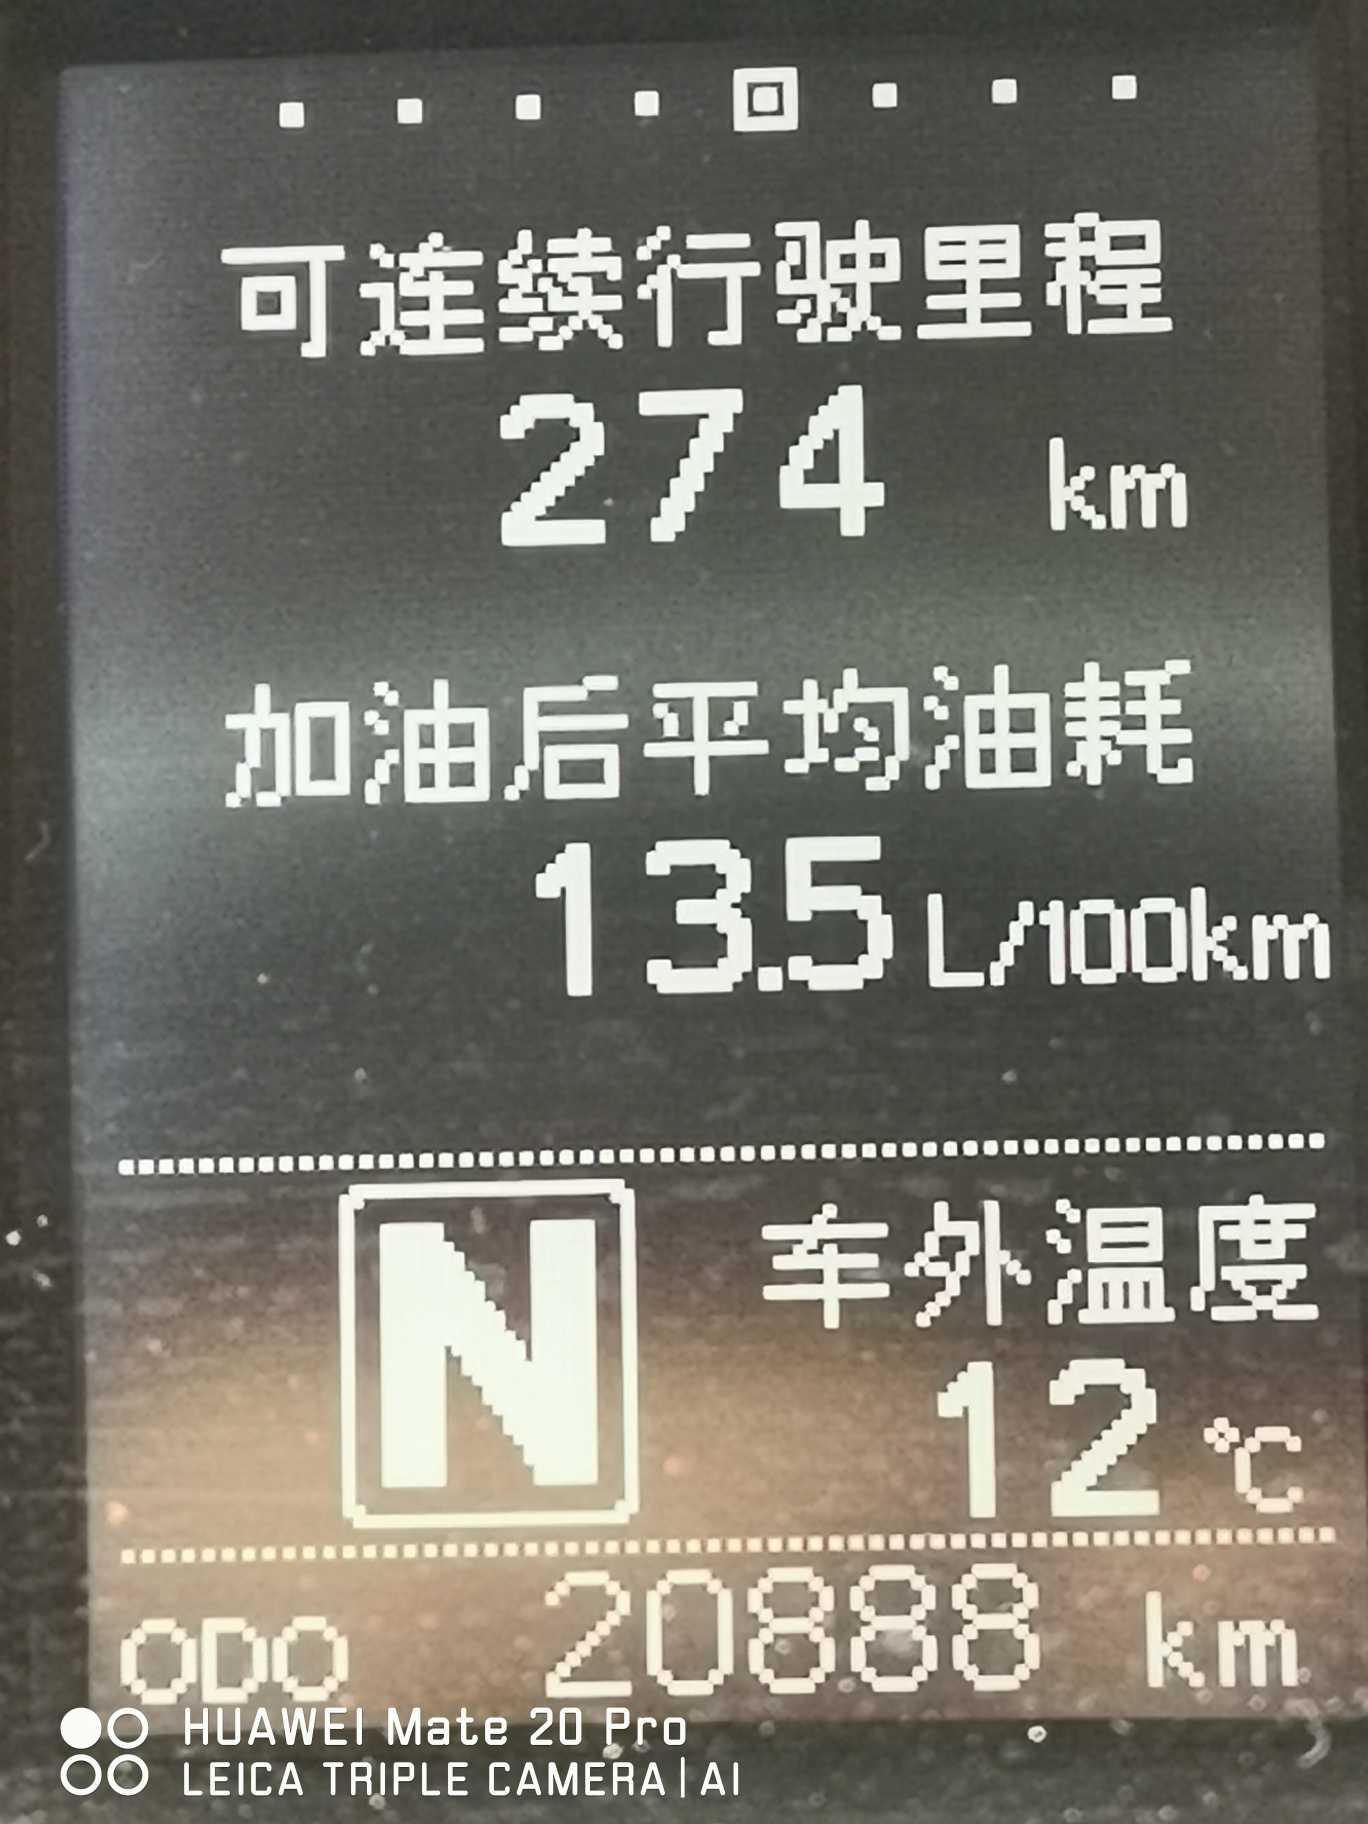 可连续行驶里程
274 km
加油后平均油耗
13.5 L/100km
N
车外温度
12 ℃
ODO 20888 km
HUAWEI Mate 20 Pro
LEICA TRIPLE CAMERA | AI